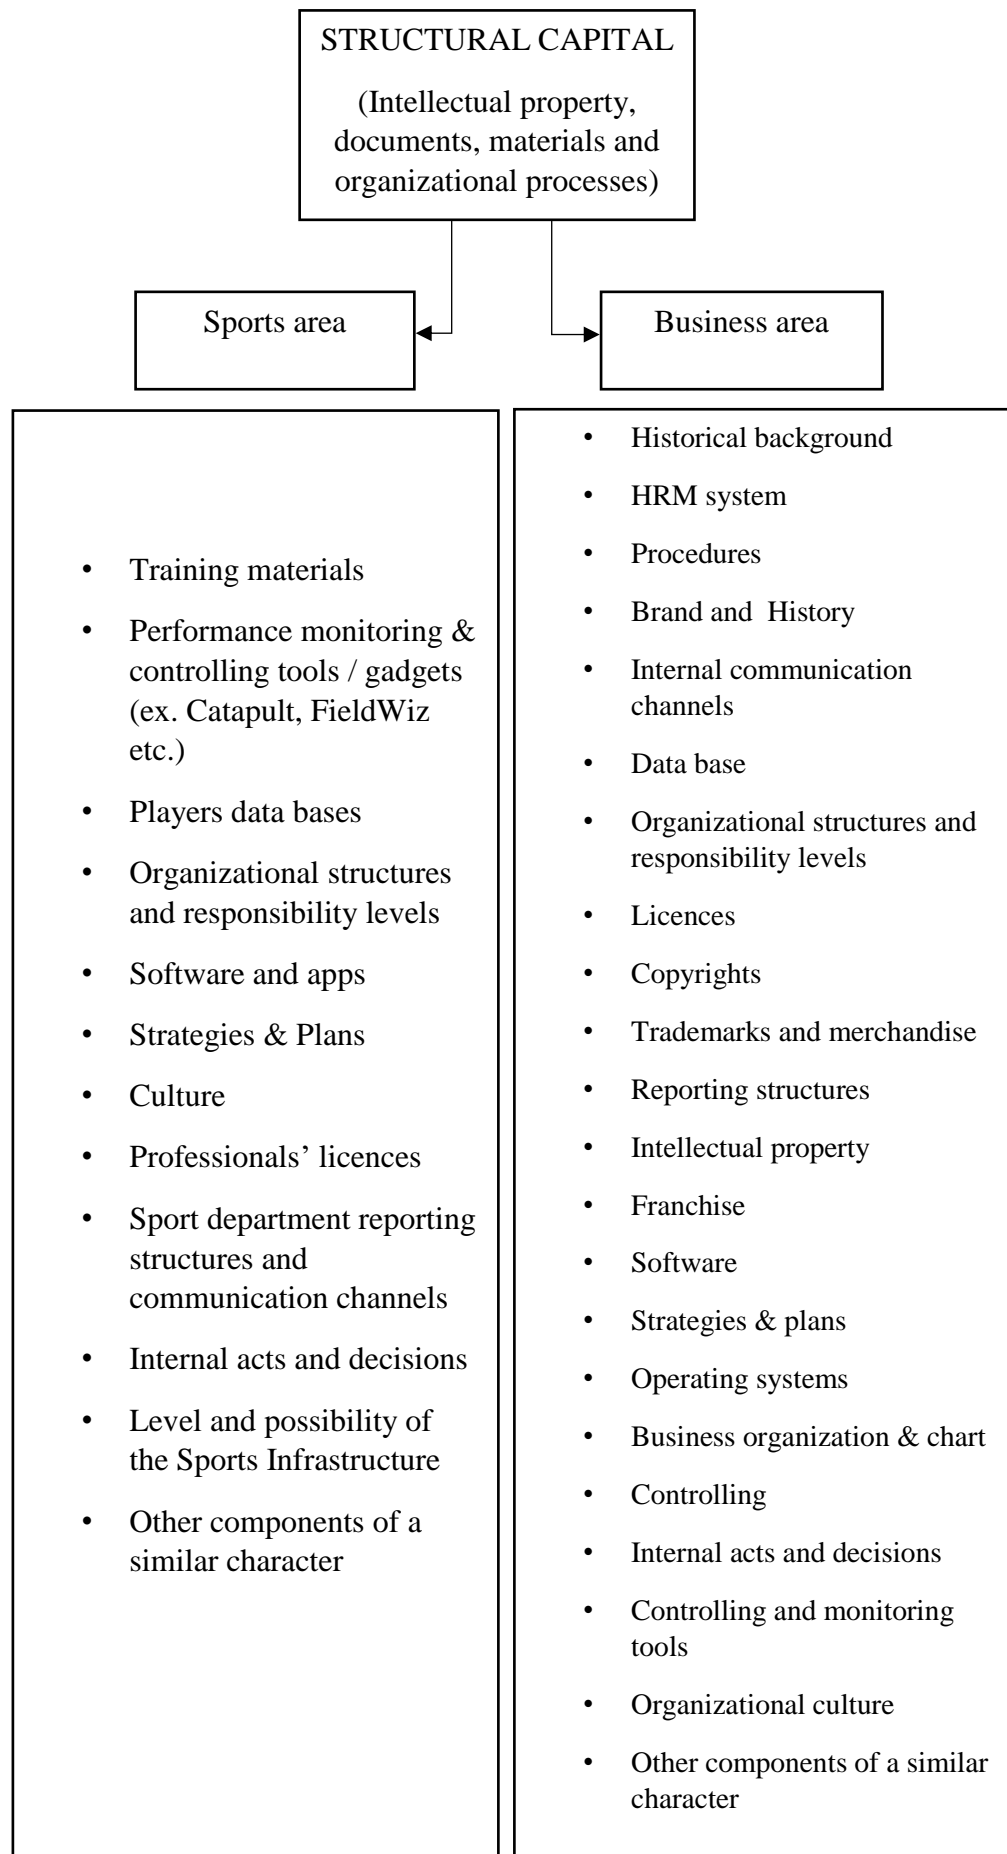 STRUCTURAL CAPITAL
(Intellectual property,
documents, materials and
organizational processes)
Sports area
Business area
• Training materials
• Performance monitoring &
controlling tools / gadgets
(ex. Catapult, FieldWiz
etc.)
• Players data bases
• Organizational structures
and responsibility levels
• Software and apps
• Strategies & Plans
• Culture
• Professionals’ licences
• Sport department reporting
structures and
communication channels
• Internal acts and decisions
• Level and possibility of
the Sports Infrastructure
• Other components of a
similar character
• Historical background
• HRM system
• Procedures
• Brand and  History
• Internal communication
channels
• Data base
• Organizational structures and
responsibility levels
• Licences
• Copyrights
• Trademarks and merchandise
• Reporting structures
• Intellectual property
• Franchise
• Software
• Strategies & plans
• Operating systems
• Business organization & chart
• Controlling
• Internal acts and decisions
• Controlling and monitoring
tools
• Organizational culture
• Other components of a similar
character